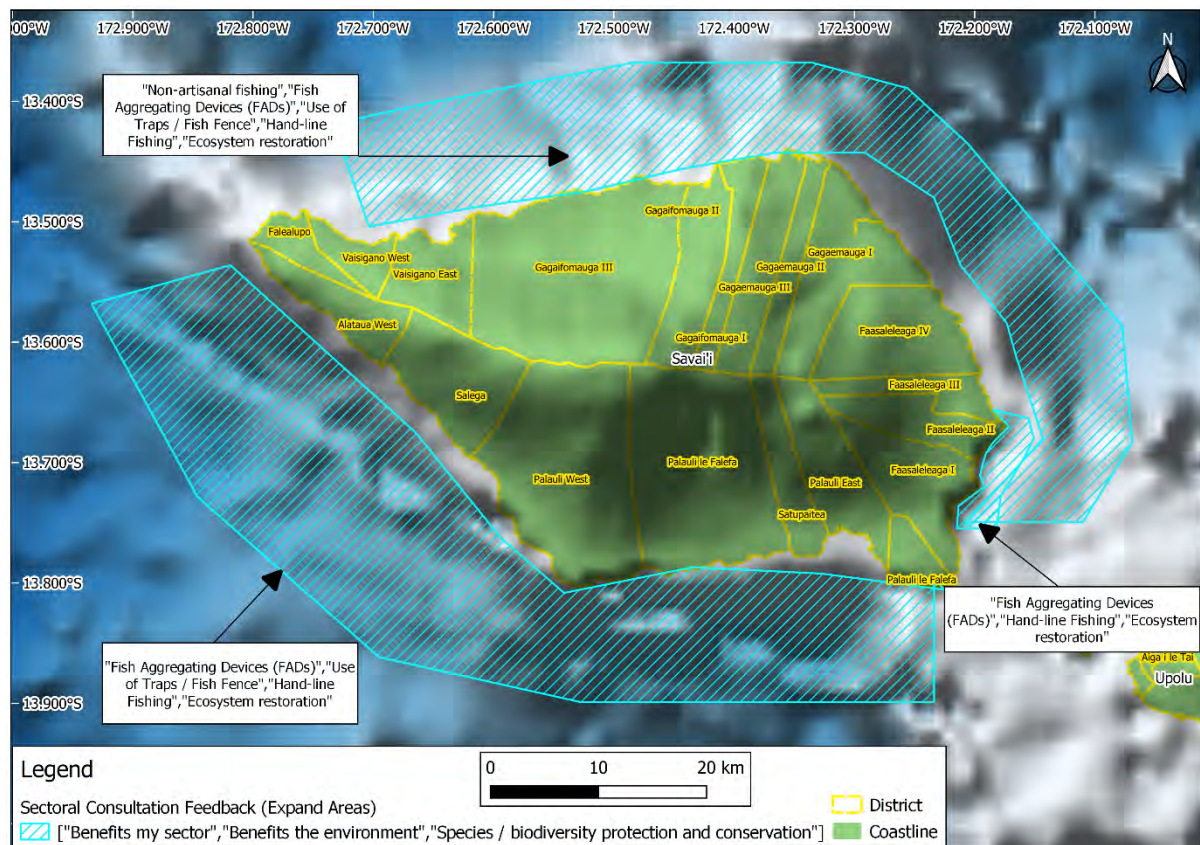 00°W 172.900°W 172.800°W 172.700°W 172.600°W 172.500°W 172.400°W 172.300°W 172.200°W 172.100°W
N
13.400°S
13.500°S
13.600°S
13.700°S
13.800°S
13.900°S
"Non-artisanal fishing","Fish
Aggregating Devices (FADs)","Use of
Traps / Fish Fence","Hand-line
Fishing","Ecosystem restoration"
Falealupo
Vaisigano West
Vaisigano East
Gagaifomauga III
Gagaifomauga II
Gagaemauga I
Gagaemauga II
Gagaemauga III
Gagaifomauga I
Alataua West
Savai'i
Faasaleleaga IV
Faasaleleaga III
Salega
Faasaleleaga II
Faasaleleaga I
Palauli West
Palauli le Falefa
Palauli East
Satupaitea
Palauli le Falefa
Aiga i le Tai
Upolu
"Fish Aggregating Devices
(FADs)","Hand-line Fishing","Ecosystem
restoration"
"Fish Aggregating Devices (FADs)","Use
of Traps / Fish Fence","Hand-line
Fishing","Ecosystem restoration"
Legend
0 10 20 km
Sectoral Consultation Feedback (Expand Areas)
["Benefits my sector","Benefits the environment","Species / biodiversity protection and conservation"]
District
Coastline